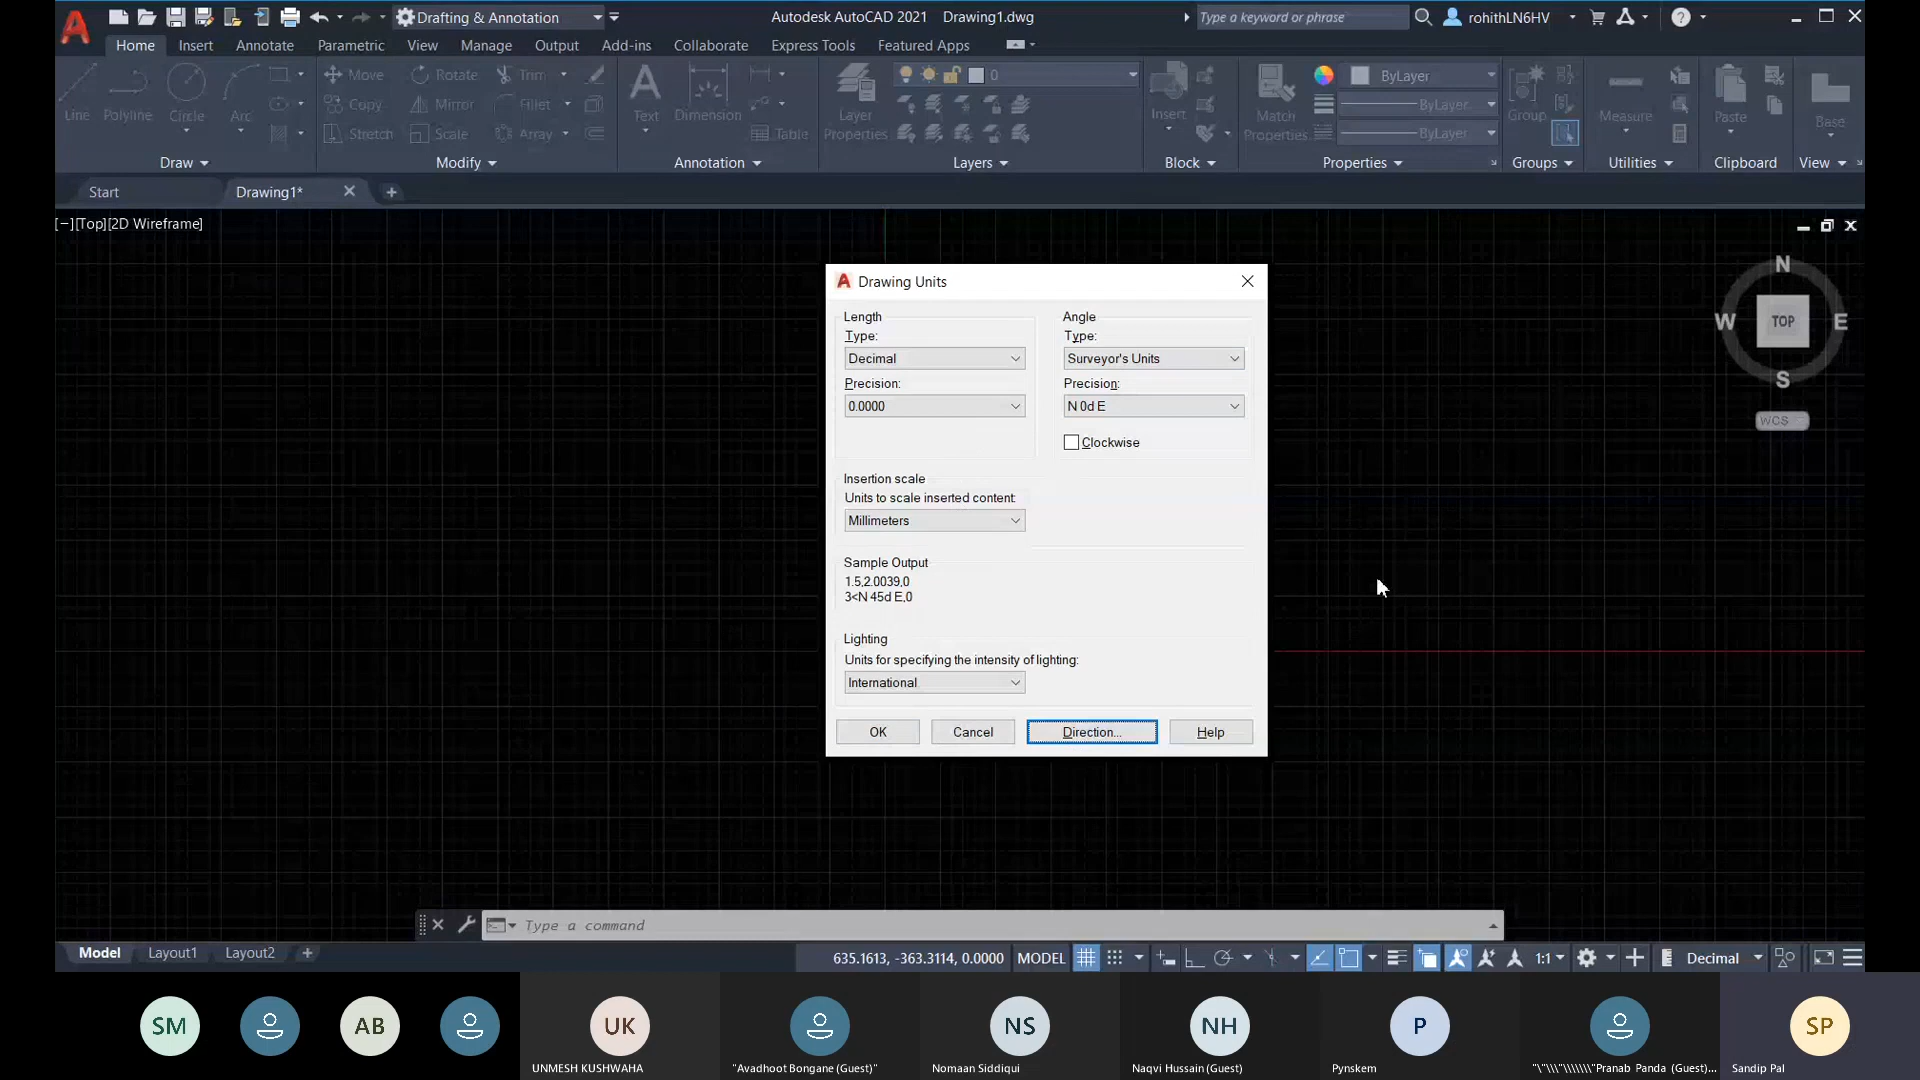 Drafting & Annotation
Autodesk AutoCAD 2021 Drawing1.dwg
Type a keyword or phrase
rohithLN6HV
Home Insert Annotate Parametric View Manage Output Add-ins Collaborate Express Tools Featured Apps
Line Polyline Circle Arc
Move Rotate Trim
Copy Mirror Fillet
Stretch Scale Array
Text Dimension Table
Layer
Properties
0
Insert
Match
Properties
ByLayer
ByLayer
ByLayer
Group
Measure
Paste
Base
Draw Modify Annotation Layers Block Properties Groups Utilities Clipboard View
Start Drawing1*
[−][Top][2D Wireframe]
N
W TOP E
S
WCS
Drawing Units
Length
Type:
Decimal
Precision:
0.0000
Angle
Type:
Surveyor's Units
Precision:
N 0d E
Clockwise
Insertion scale
Units to scale inserted content:
Millimeters
Sample Output
1.5,2.0039,0
3<N 45d E,0
Lighting
Units for specifying the intensity of lighting:
International
OK Cancel Direction... Help
Type a command
Model Layout1 Layout2
635.1613, -363.3114, 0.0000 MODEL 1:1 Decimal
SM AB UK NS NH P SP
UNMESH KUSHWAHA
"Avadhoot Bongane (Guest)"
Nomaan Siddiqui
Naqvi Hussain (Guest)
Pynskem
"\"\\\"\\\\\\\"Pranab Panda (Guest)...
Sandip Pal